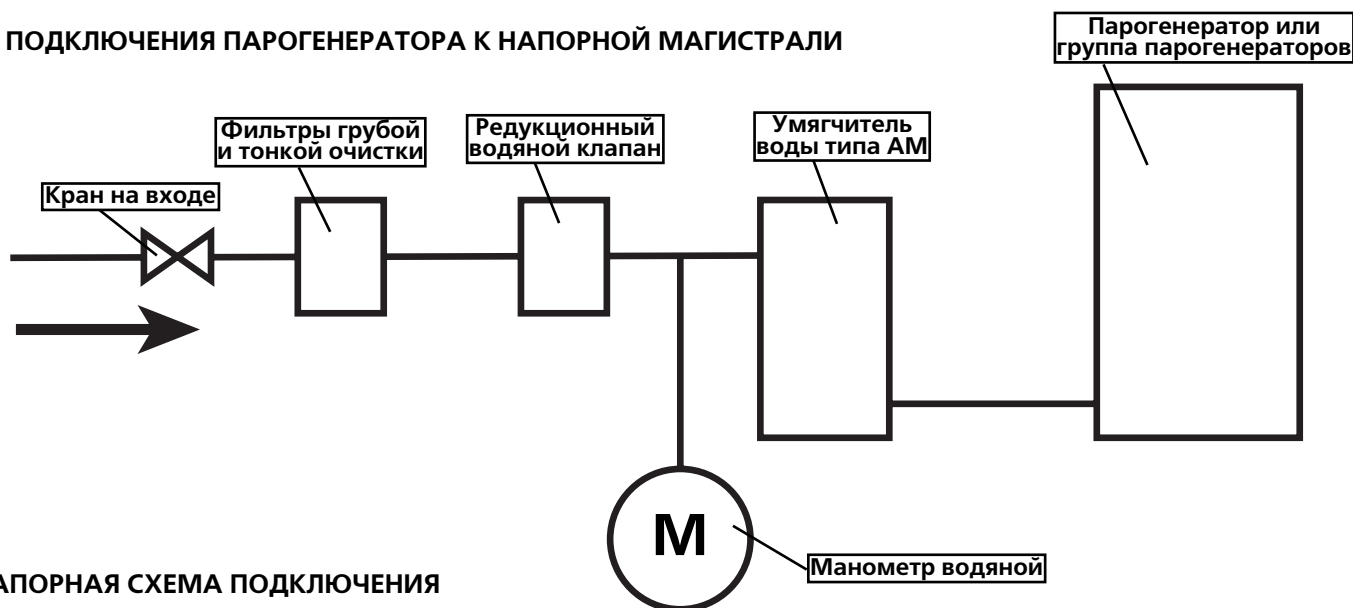 ПОДКЛЮЧЕНИЯ ПАРОГЕНЕРАТОРА К НАПОРНОЙ МАГИСТРАЛИ
Парогенератор или
группа парогенераторов
Фильтры грубой
и тонкой очистки
Редукционный
водяной клапан
Умягчитель
воды типа АМ
Кран на входе
М
Манометр водяной
АПОРНАЯ СХЕМА ПОДКЛЮЧЕНИЯ